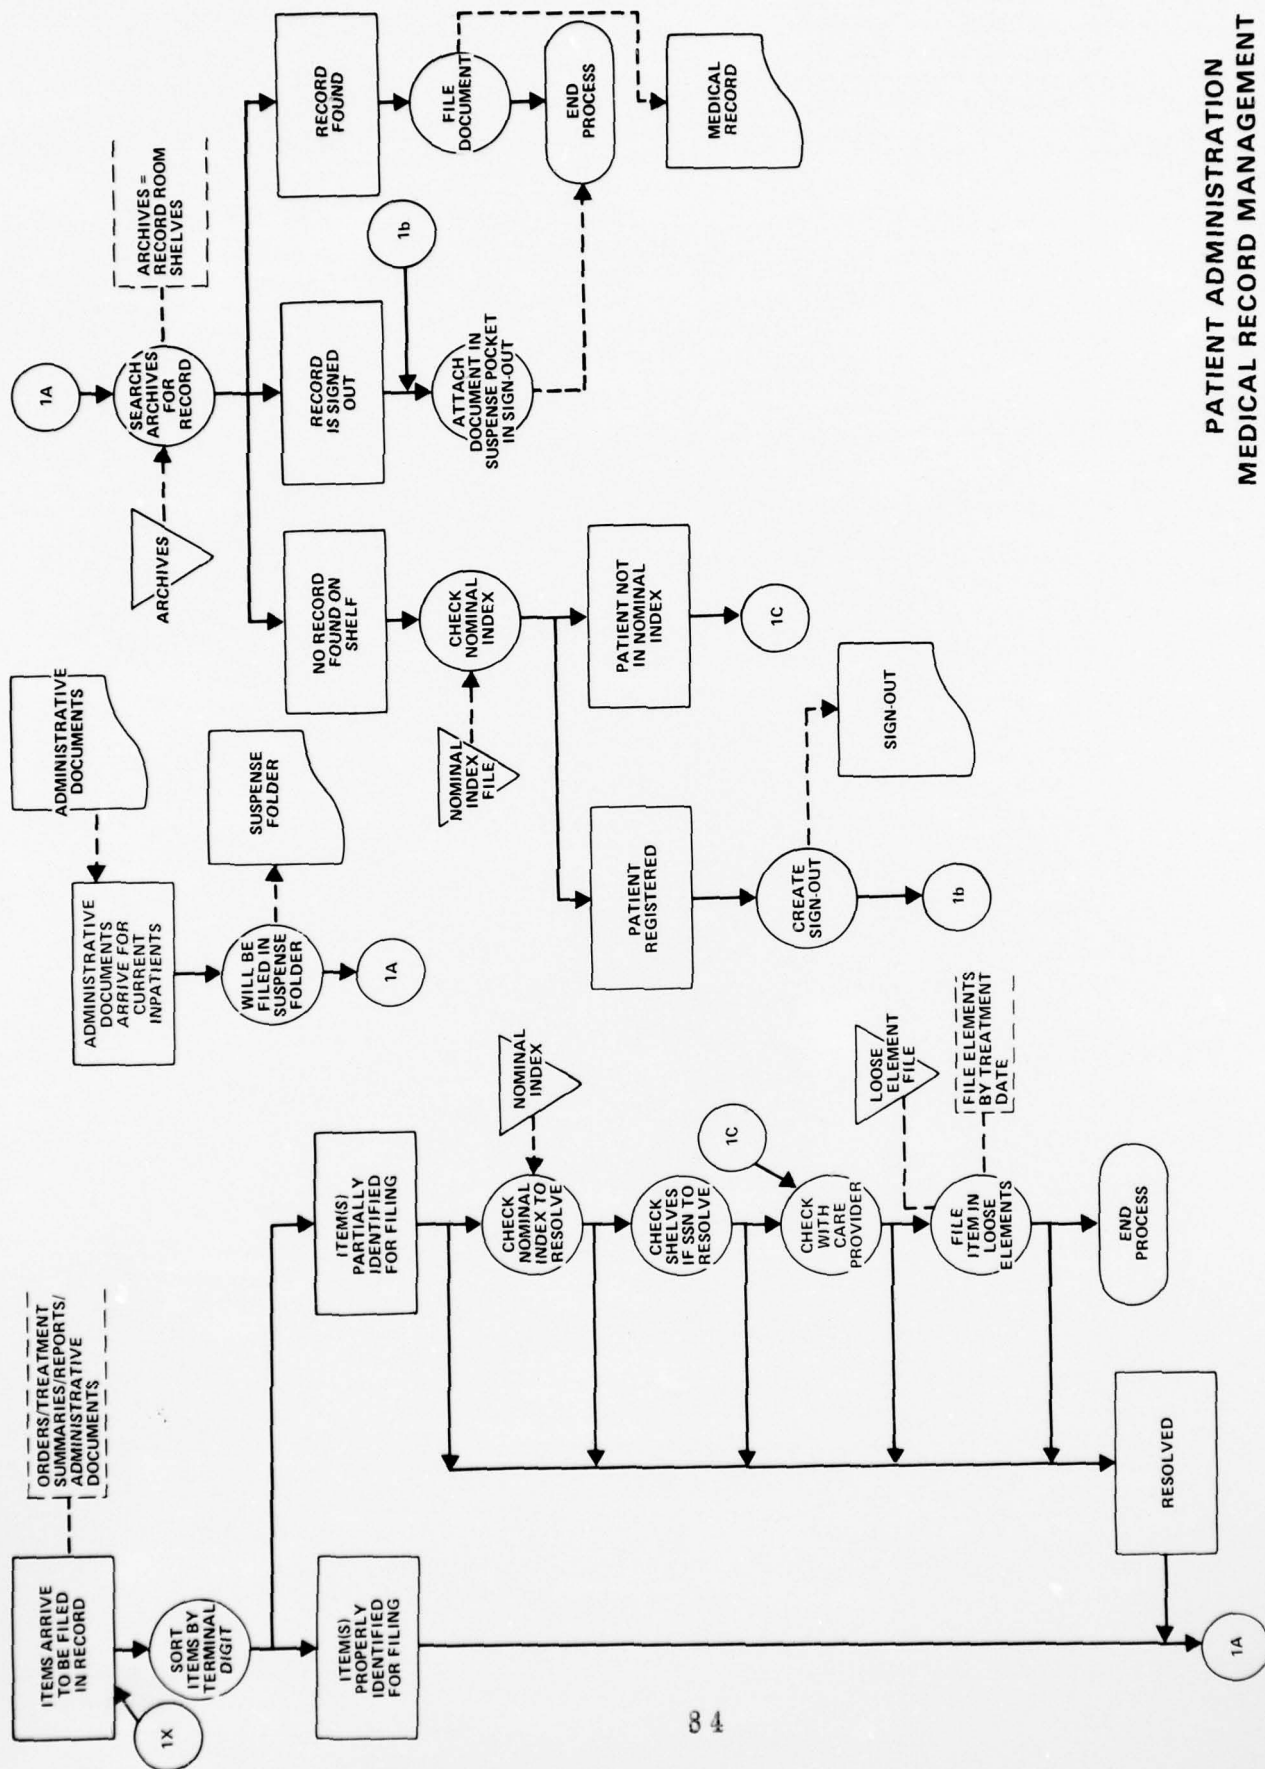 ITEMS ARRIVE
TO BE FILED
IN RECORD
ORDERS/TREATMENT
SUMMARIES/REPORTS/
ADMINISTRATIVE
DOCUMENTS
1X
SORT
ITEMS BY
TERMINAL
DIGIT
ITEM(S)
PROPERLY
IDENTIFIED
FOR FILING
ITEM(S)
PARTIALLY
IDENTIFIED
FOR FILING
NOMINAL
INDEX
CHECK
NOMINAL
INDEX TO
RESOLVE
CHECK
SHELVES
IF SSN TO
RESOLVE
1C
CHECK
WITH
CARE
PROVIDER
LOOSE
ELEMENT
FILE
FILE
ITEM IN
LOOSE
ELEMENTS
FILE ELEMENTS
BY TREATMENT
DATE
END
PROCESS
RESOLVED
1A
ADMINISTRATIVE
DOCUMENTS
ARRIVE FOR
CURRENT
INPATIENTS
ADMINISTRATIVE
DOCUMENTS
WILL BE
FILED IN
SUSPENSE
FOLDER
SUSPENSE
FOLDER
1A
1A
ARCHIVES
SEARCH
ARCHIVES
FOR
RECORD
ARCHIVES =
RECORD ROOM
SHELVES
NO RECORD
FOUND ON
SHELF
RECORD
IS SIGNED
OUT
RECORD
FOUND
NOMINAL
INDEX
FILE
CHECK
NOMINAL
INDEX
1b
ATTACH
DOCUMENT IN
SUSPENSE POCKET
IN SIGN-OUT
FILE
DOCUMENT
END
PROCESS
MEDICAL
RECORD
PATIENT
REGISTERED
PATIENT NOT
IN NOMINAL
INDEX
CREATE
SIGN-OUT
SIGN-OUT
1C
1b
PATIENT ADMINISTRATION
MEDICAL RECORD MANAGEMENT
84